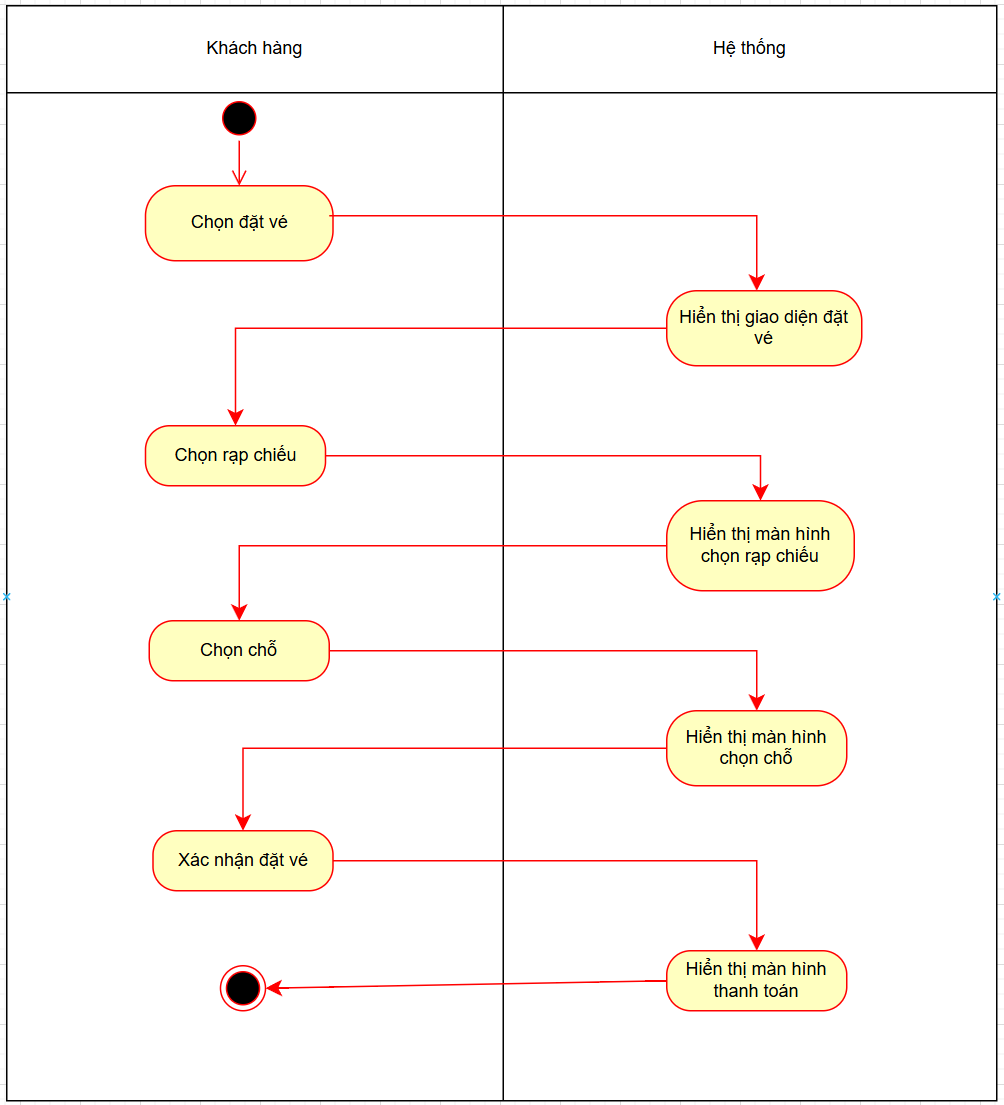 Khách hàng
Hệ thống
Chọn đặt vé
Hiển thị giao diện đặt
vé
Chọn rạp chiếu
Hiển thị màn hình
chọn rạp chiếu
Chọn chỗ
Hiển thị màn hình
chọn chỗ
Xác nhận đặt vé
Hiển thị màn hình
thanh toán